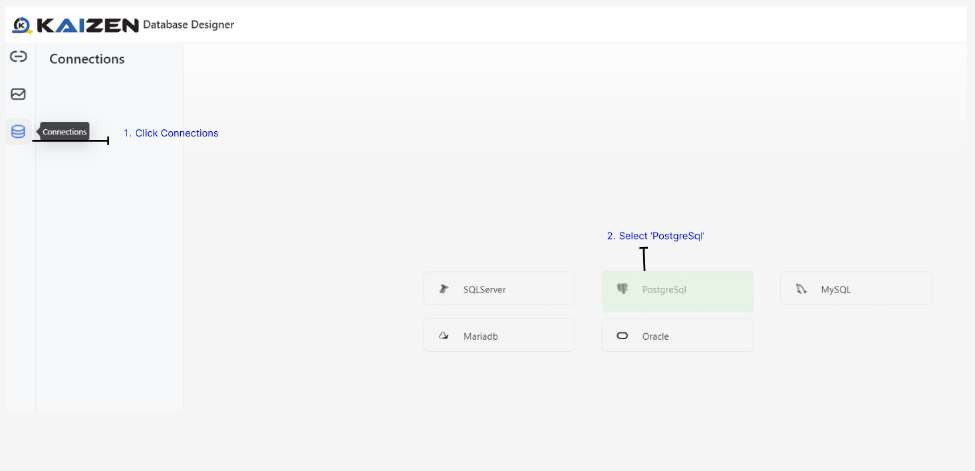 KAIZEN Database Designer
Connections
Connections
1. Click Connections
2. Select 'PostgreSql'
SQLServer
PostgreSql
MySQL
Mariadb
Oracle